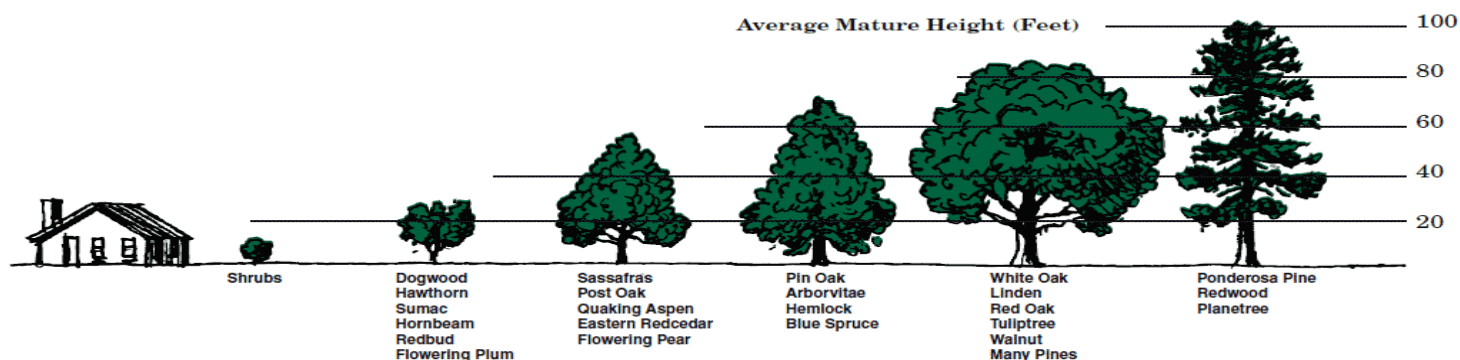 Average Mature Height (Feet)
100
80
60
40
20
Shrubs
Dogwood
Hawthorn
Sumac
Hornbeam
Redbud
Flowering Plum
Sassafras
Post Oak
Quaking Aspen
Eastern Redcedar
Flowering Pear
Pin Oak
Arborvitae
Hemlock
Blue Spruce
White Oak
Linden
Red Oak
Tuliptree
Walnut
Many Pines
Ponderosa Pine
Redwood
Planetree